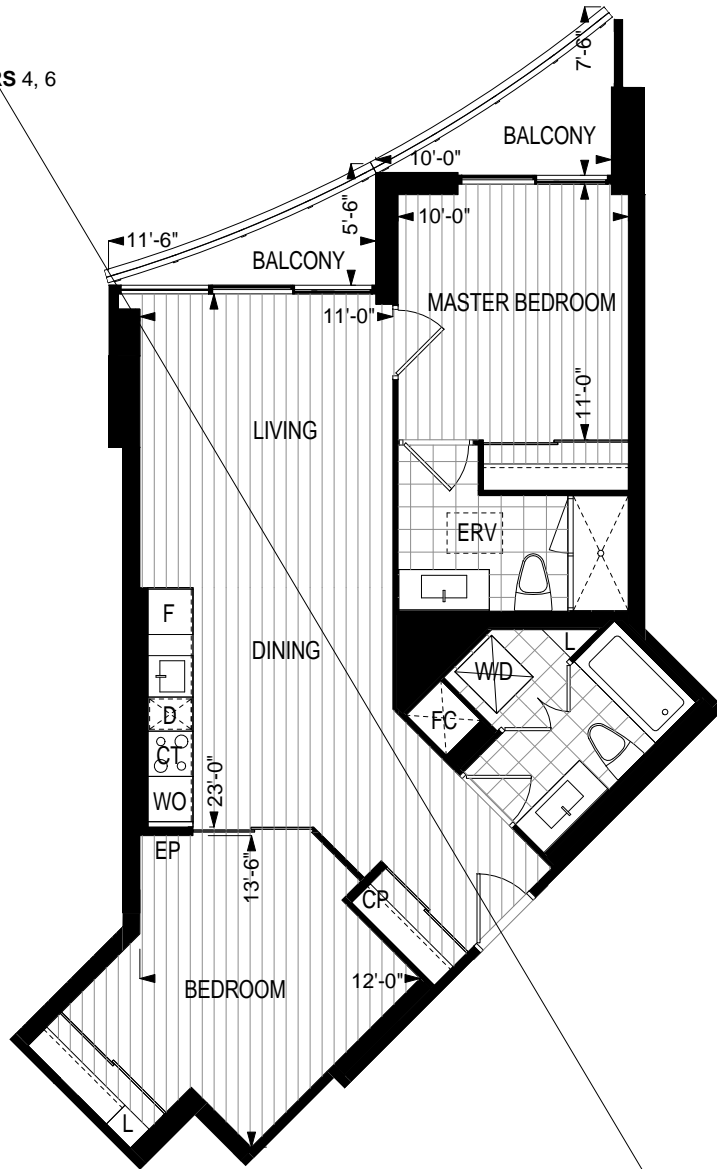 RS 4, 6
7'-6"
BALCONY
10'-0"
5'-6"
11'-6"
10'-0"
BALCONY
MASTER BEDROOM
11'-0"
11'-0"
LIVING
ERV
F
DINING
L
W/D
D
FC
CT
WO
23'-0"
EP
13'-6"
CP
BEDROOM
12'-0"
L